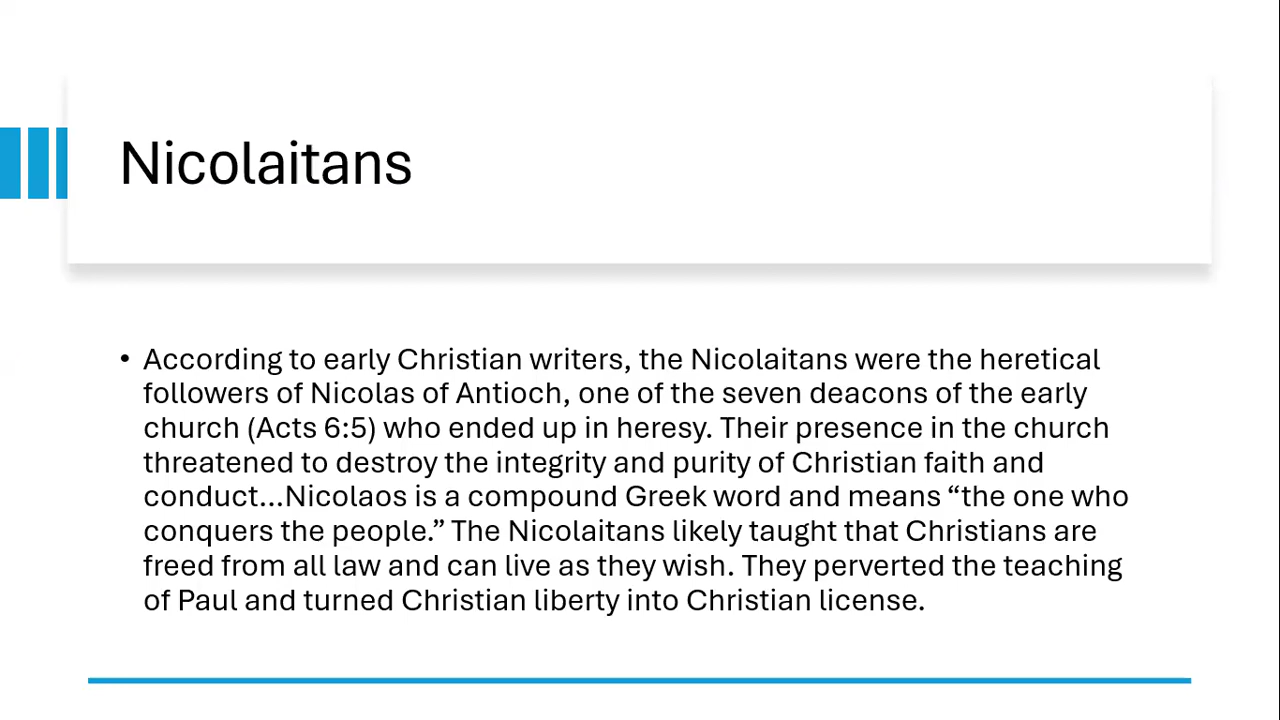 Nicolaitans
• According to early Christian writers, the Nicolaitans were the heretical
followers of Nicolas of Antioch, one of the seven deacons of the early
church (Acts 6:5) who ended up in heresy. Their presence in the church
threatened to destroy the integrity and purity of Christian faith and
conduct…Nicolaos is a compound Greek word and means “the one who
conquers the people.” The Nicolaitans likely taught that Christians are
freed from all law and can live as they wish. They perverted the teaching
of Paul and turned Christian liberty into Christian license.